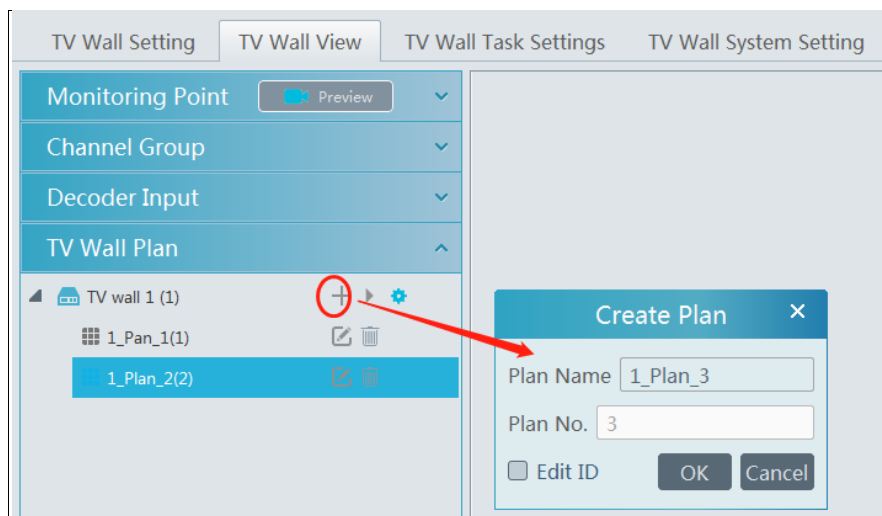 TV Wall Setting
TV Wall View
TV Wall Task Settings
TV Wall System Setting
Monitoring Point
Preview
Channel Group
Decoder Input
TV Wall Plan
TV wall 1 (1)
1_Pan_1(1)
1_Plan_2(2)
Create Plan
Plan Name 1_Plan_3
Plan No. 3
Edit ID
OK
Cancel